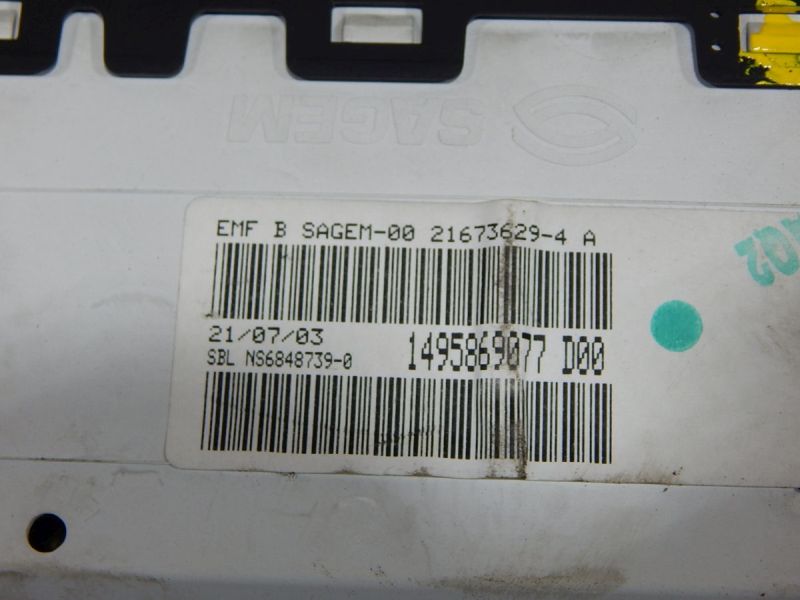 SAGEM
EMF B SAGEM-00 21673629-4 A
21/07/03
SBL NS6848739-0
1495869077 D00